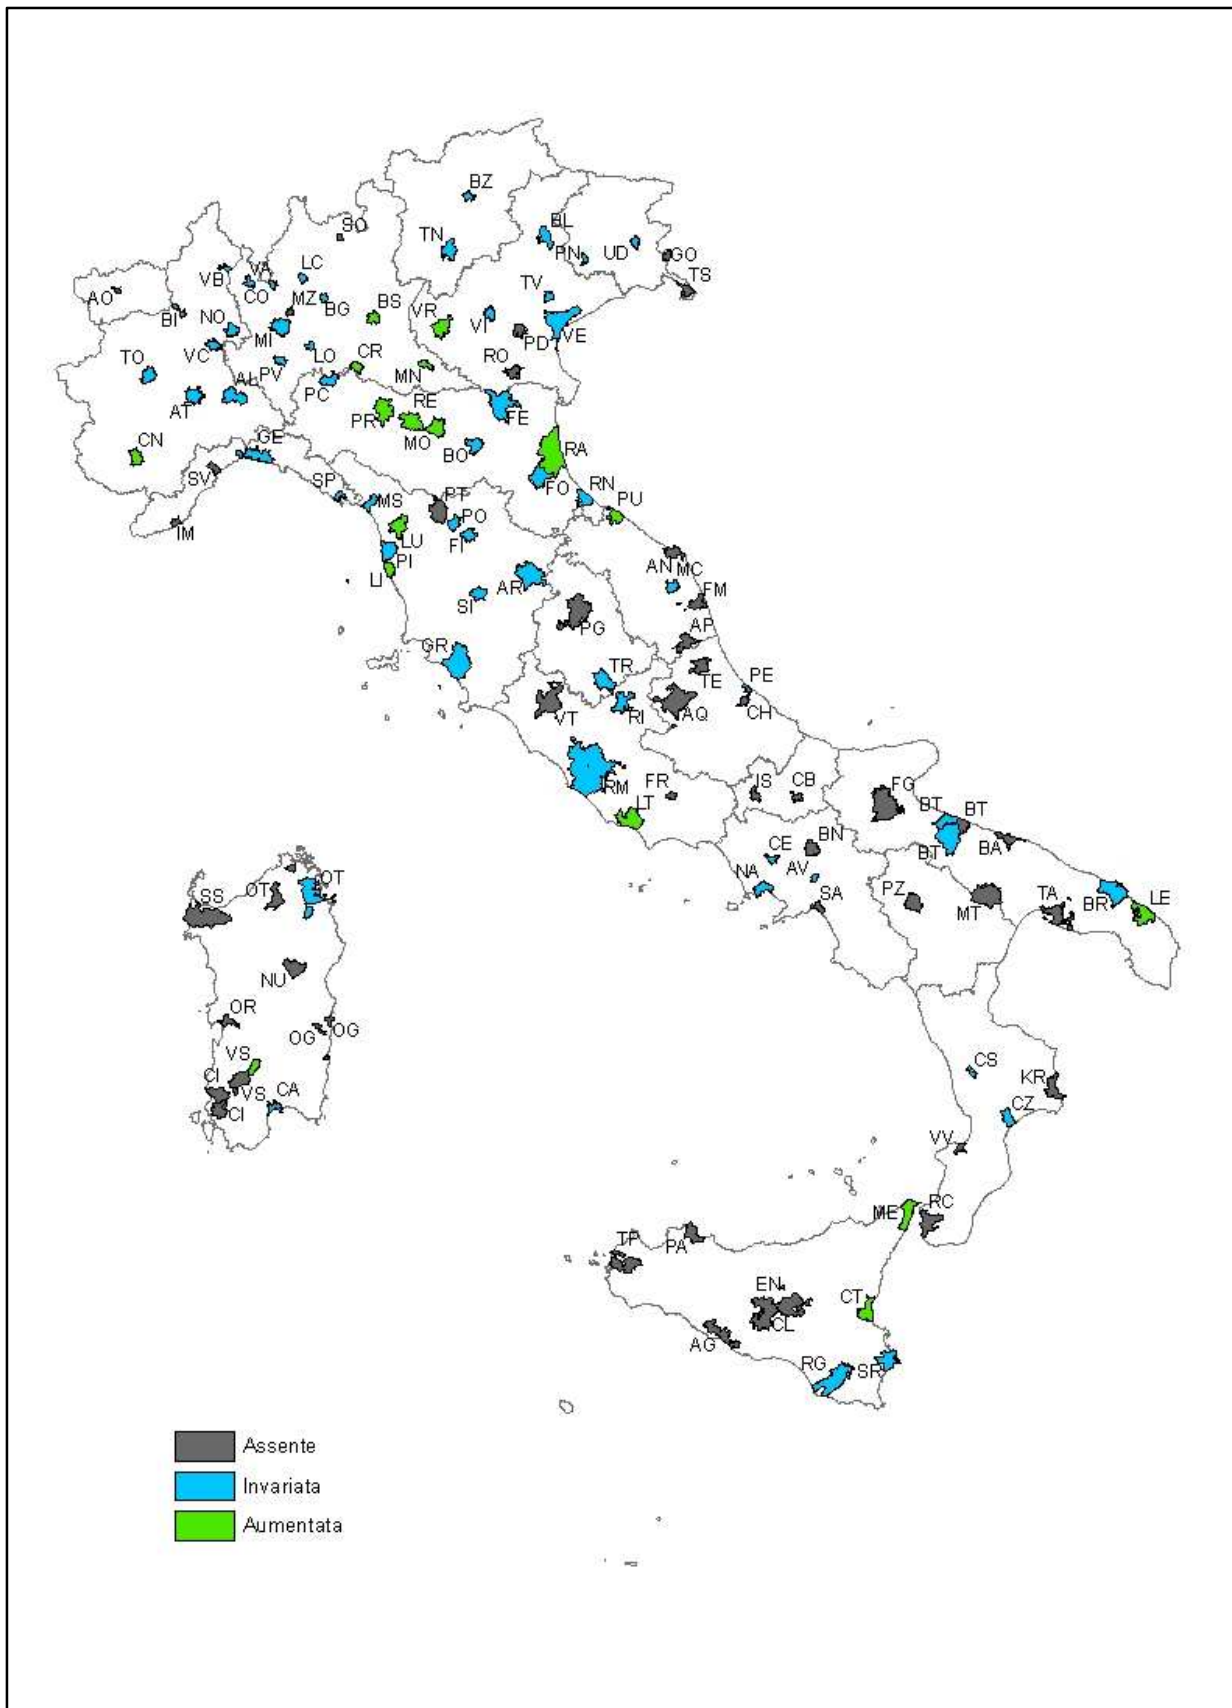 BZ
SO
BL
TN
PN
UD
GO
TS
VB
VA
LC
AO
CO
MZ
BG
BS
TV
BI
NO
MI
VR
VI
PD
VE
TO
VC
LO
CR
RO
PV
MN
AL
PC
AT
RE
FE
PR
MO
CN
GE
BO
RA
SV
SP
MS
PT
FO
RN
PU
PO
IM
LU
FI
PI
AN
MC
LI
AR
FM
SI
PG
AP
GR
TR
TE
PE
VT
RI
AQ
CH
RM
FR
IS
CB
FG
LT
BT
BT
CE
BN
BT
BA
NA
AV
SS
OT
OT
SA
PZ
MT
TA
BR
LE
NU
OR
OG
OG
VS
CI
VS
CA
CI
CS
KR
CZ
VV
ME
RC
TP
PA
EN
CT
CL
AG
RG
SR
Assente
Invariata
Aumentata